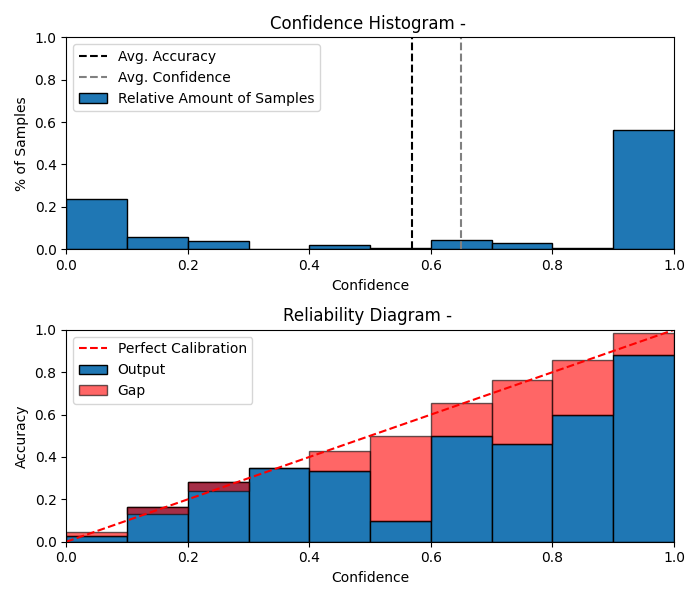 Confidence Histogram -
1.0
0.8
0.6
0.4
0.2
0.0
% of Samples
Avg. Accuracy
Avg. Confidence
Relative Amount of Samples
0.0 0.2 0.4 0.6 0.8 1.0
Confidence
Reliability Diagram -
1.0
0.8
0.6
0.4
0.2
0.0
Accuracy
Perfect Calibration
Output
Gap
0.0 0.2 0.4 0.6 0.8 1.0
Confidence